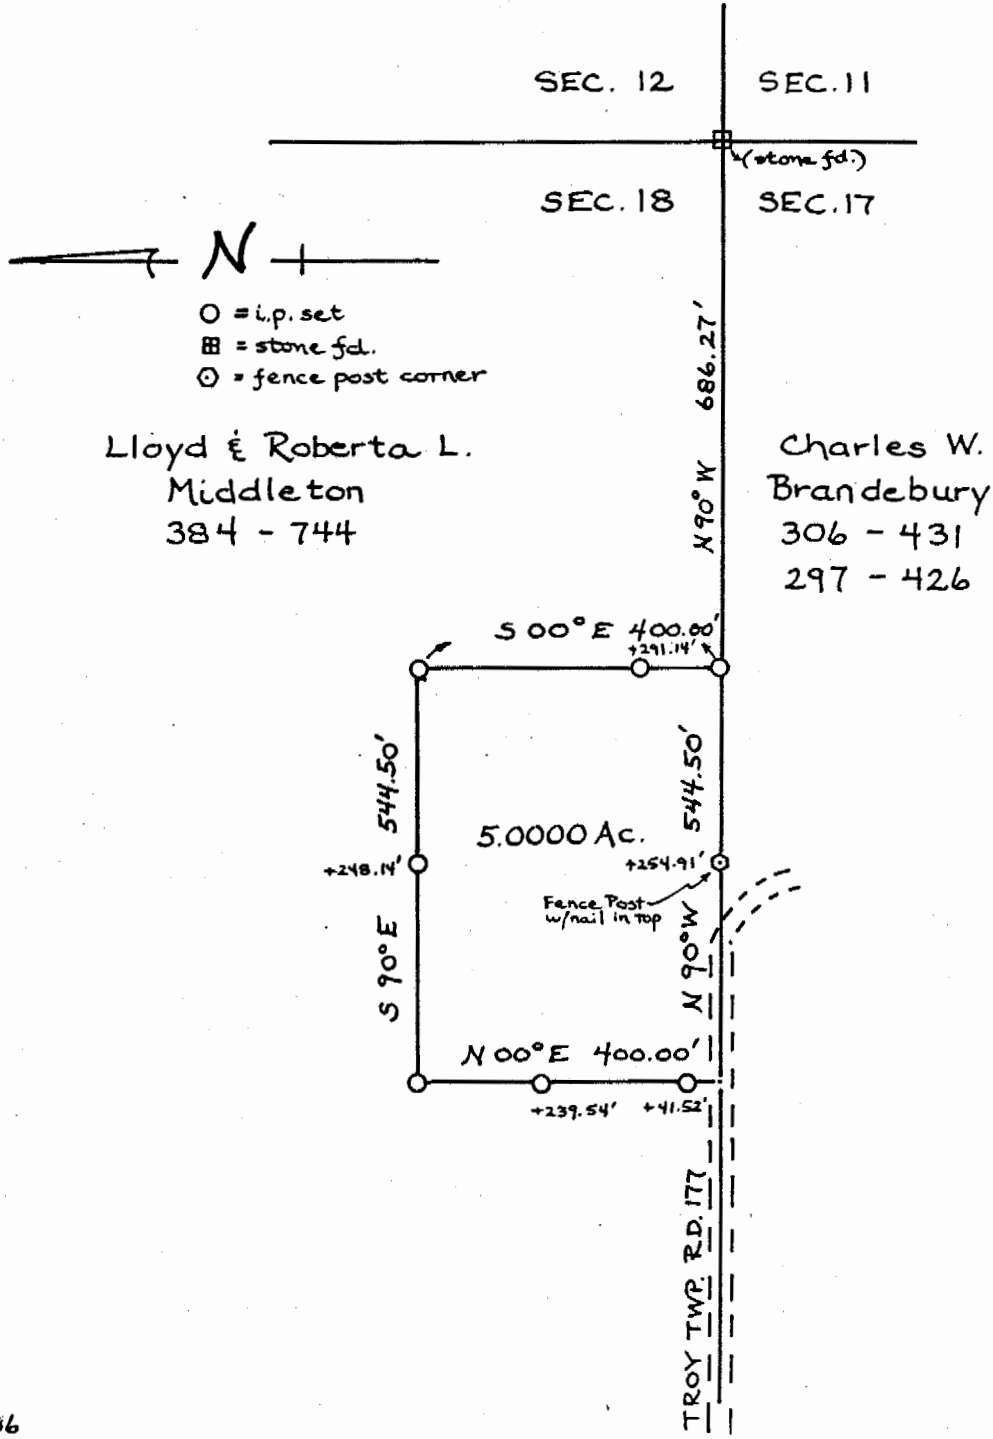 SEC. 12
SEC. 11
(stone fd.)
SEC. 18
SEC. 17
N
= i.p. set
= stone fd.
= fence post corner
686.27'
N 90° W
Lloyd & Roberta L.
Middleton
384 - 744
Charles W.
Brandebury
306 - 431
297 - 426
S 00° E 400.00'
+291.14'
544.50'
544.50'
5.0000 Ac.
+248.14'
+254.91'
Fence Post
w/nail in top
S 90° E
N 90° W
N 00° E 400.00'
+239.54'
+41.52'
TROY TWP. RD. 177